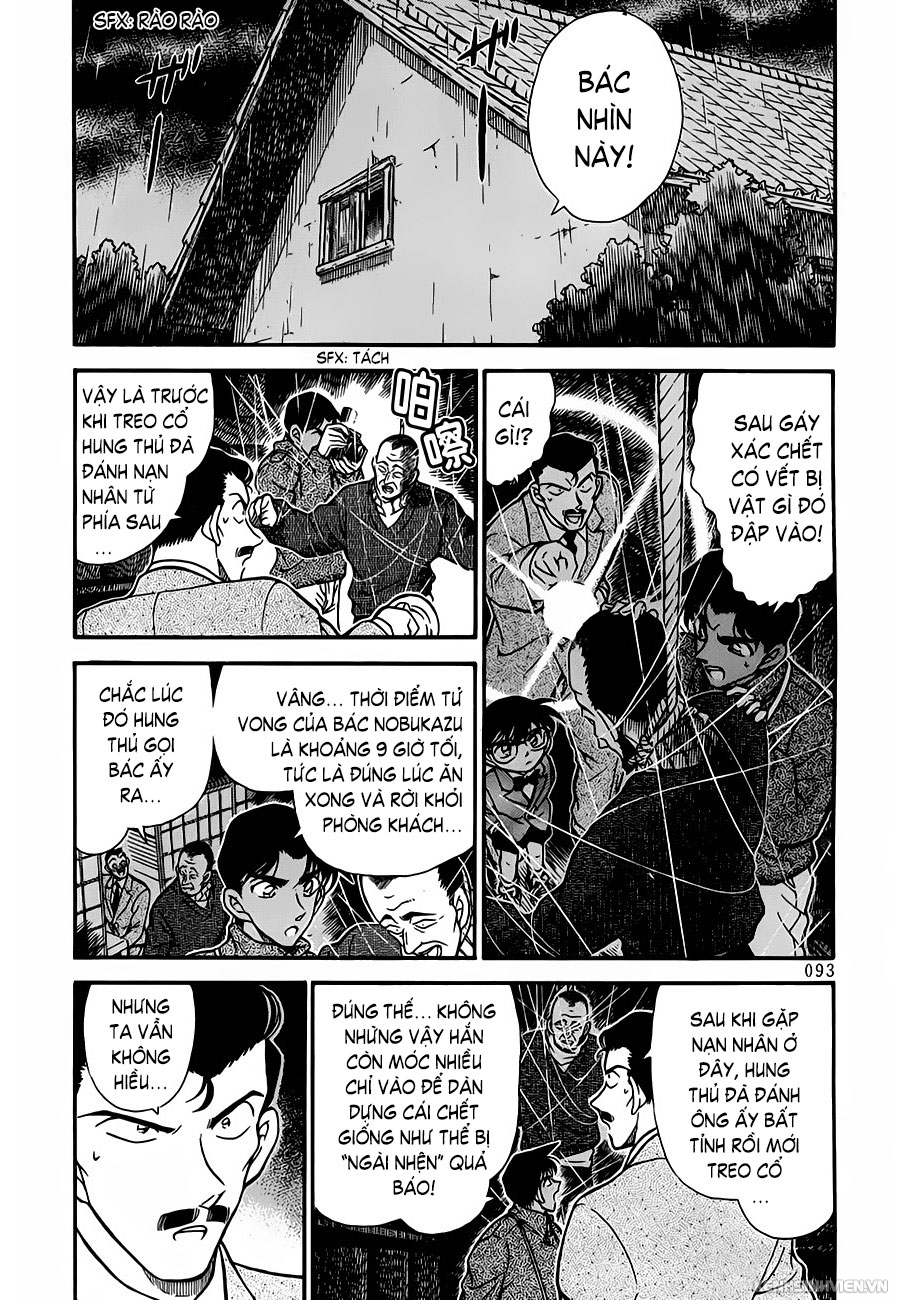 SFX: RÀO RÀO
BÁC
NHÌN
NÀY!
SFX: TÁCH
SAU GÁY
XÁC CHẾT
CÓ VẾT BỊ
VẬT GÌ ĐÓ
ĐẬP VÀO!
CÁI
GÌ!?
咱
嚓
VẬY LÀ TRƯỚC
KHI TREO CỔ
HUNG THỦ ĐÃ
ĐÁNH NẠN
NHÂN TỪ
PHÍA SAU
...
VÂNG... THỜI ĐIỂM TỬ
VONG CỦA BÁC NOBUKAZU
LÀ KHOẢNG 9 GIỜ TỐI,
TỨC LÀ ĐÚNG LÚC ĂN
XONG VÀ RỜI KHỎI
PHÒNG KHÁCH...
CHẮC LÚC
ĐÓ HUNG
THỦ GỌI
BÁC ẤY
RA...
093
SAU KHI GẶP
NẠN NHÂN Ở
ĐÂY, HUNG
THỦ ĐÃ ĐÁNH
ÔNG ẤY BẤT
TỈNH RỒI MỚI
TREO CỔ
...
ĐÚNG THẾ... KHÔNG
NHỮNG VẬY HẮN
CÒN MÓC NHIỀU
CHỈ VÀO ĐỂ DÀN
DỰNG CÁI CHẾT
GIỐNG NHƯ THỂ BỊ
“NGÀI NHỆN” QUẢ
BÁO!
NHƯNG
TA VẪN
KHÔNG
HIỂU...